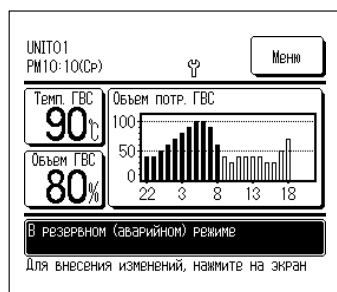 UNIT01
PM10:10(Ср)
Меню
Темп. ГВС
90℃
Объем ГВС
80%
Объем потр. ГВС
100
50
0
22 3 8 13 18
В резервном (аварийном) режиме
Для внесения изменений, нажмите на экран